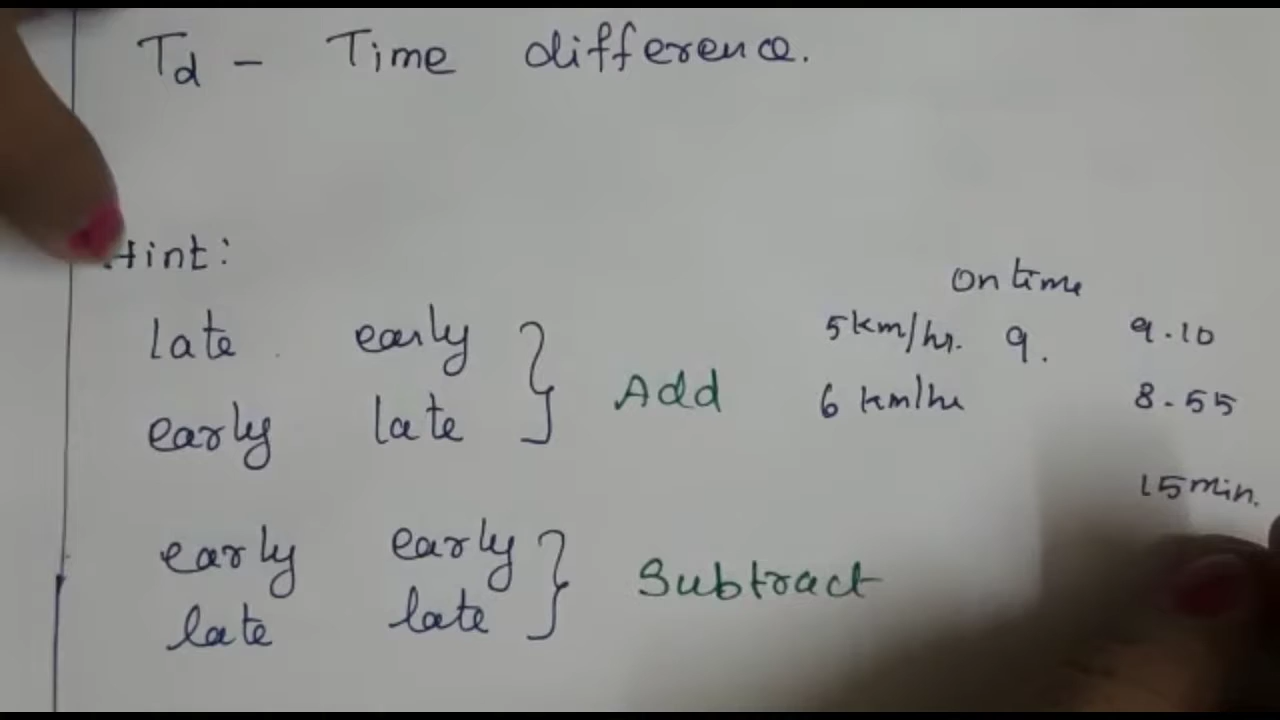 Td - Time difference.
Hint:
On time
late early
5km/hr. 9. 9.10
Add
early late
6 km/hr 8.55
15min.
early early
Subtract
late late